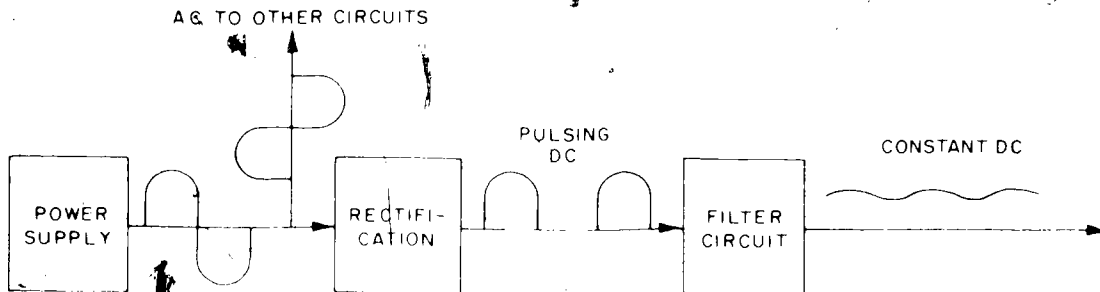 AC TO OTHER CIRCUITS
PULSING
DC
CONSTANT DC
POWER
SUPPLY
RECTIFI-
CATION
FILTER
CIRCUIT